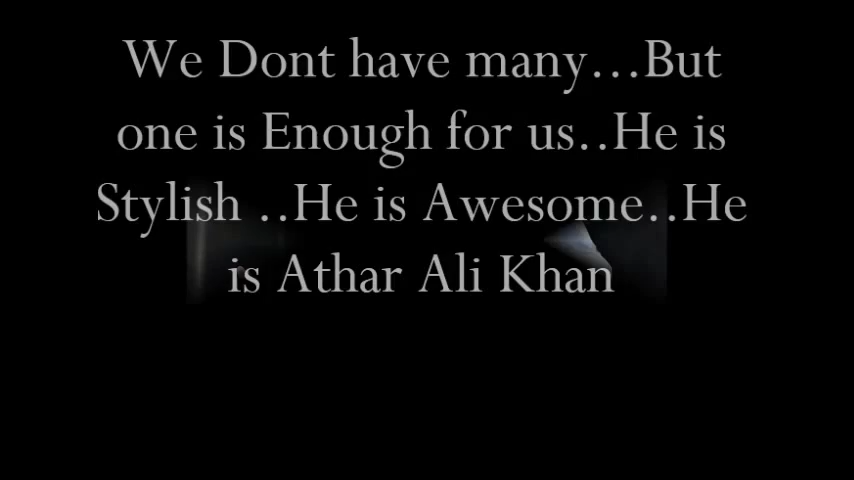 We Dont have many...But
one is Enough for us..He is
Stylish ..He is Awesome..He
is Athar Ali Khan